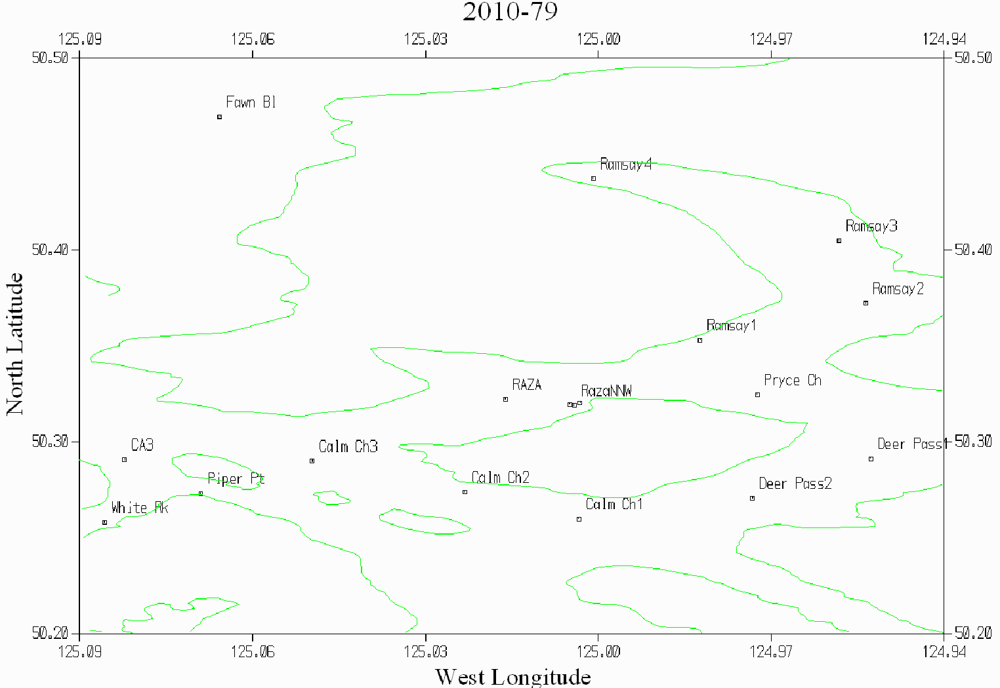 2010-79
125.09 125.06 125.03 125.00 124.97 124.94
50.50 50.50
Fawn Bl
Ramsay4
Ramsay3
50.40 50.40
Ramsay2
Ramsay1
North Latitude
Pryce Ch
RAZA
RazaNNW
50.30 50.30
CA3
Calm Ch3
Deer Pass1
Piper Pt
Calm Ch2
Deer Pass2
White Rk
Calm Ch1
50.20 50.20
125.09 125.06 125.03 125.00 124.97 124.94
West Longitude